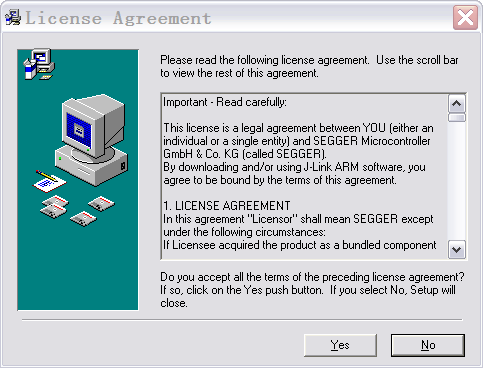 License Agreement
Please read the following license agreement. Use the scroll bar
to view the rest of this agreement.
Important - Read carefully:
This license is a legal agreement between YOU (either an
individual or a single entity) and SEGGER Microcontroller
GmbH & Co. KG (called SEGGER).
By downloading and/or using J-Link ARM software, you
agree to be bound by the terms of this agreement.
1. LICENSE AGREEMENT
In this agreement "Licensor" shall mean SEGGER except
under the following circumstances:
If Licensee acquired the product as a bundled component
Do you accept all the terms of the preceding license agreement?
If so, click on the Yes push button. If you select No, Setup will
close.
Yes
No